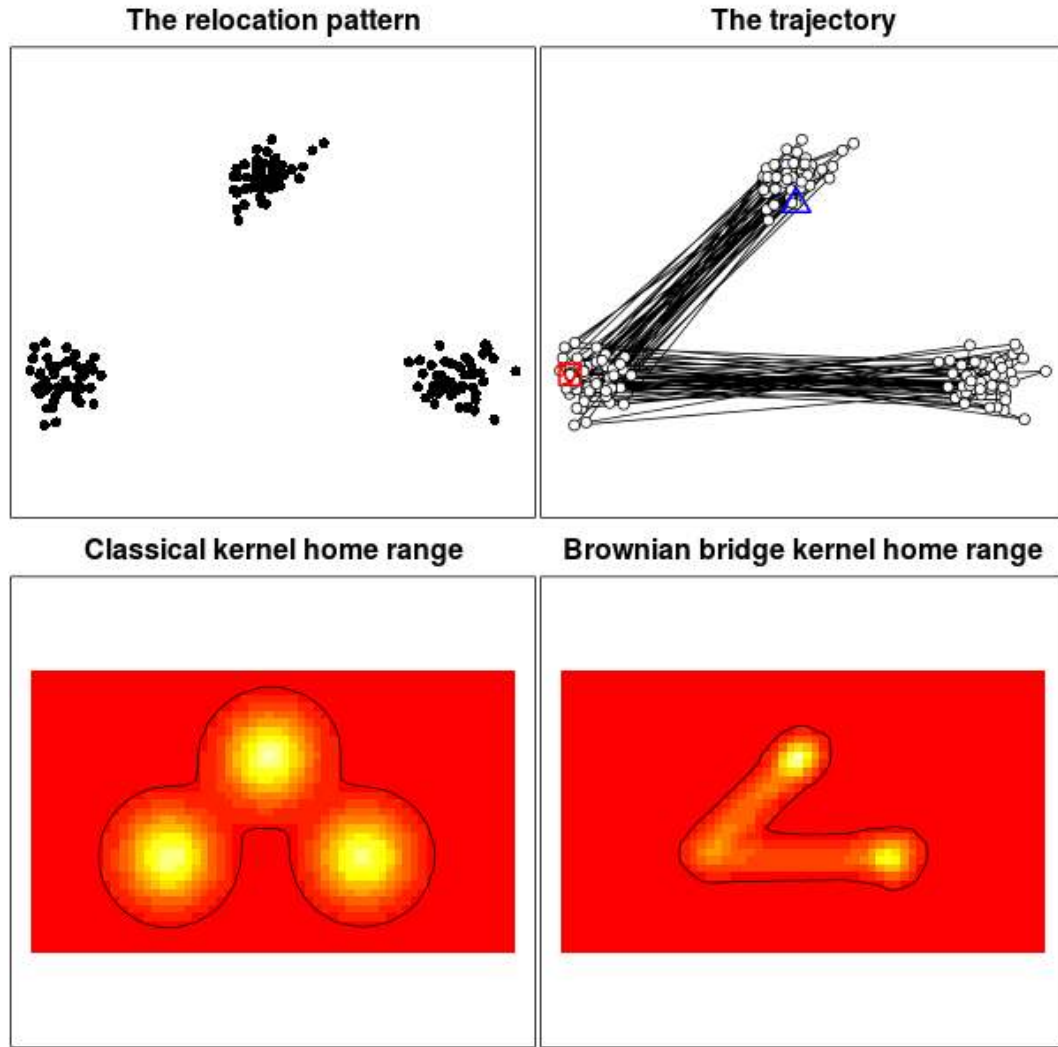 The relocation pattern
The trajectory
Classical kernel home range
Brownian bridge kernel home range